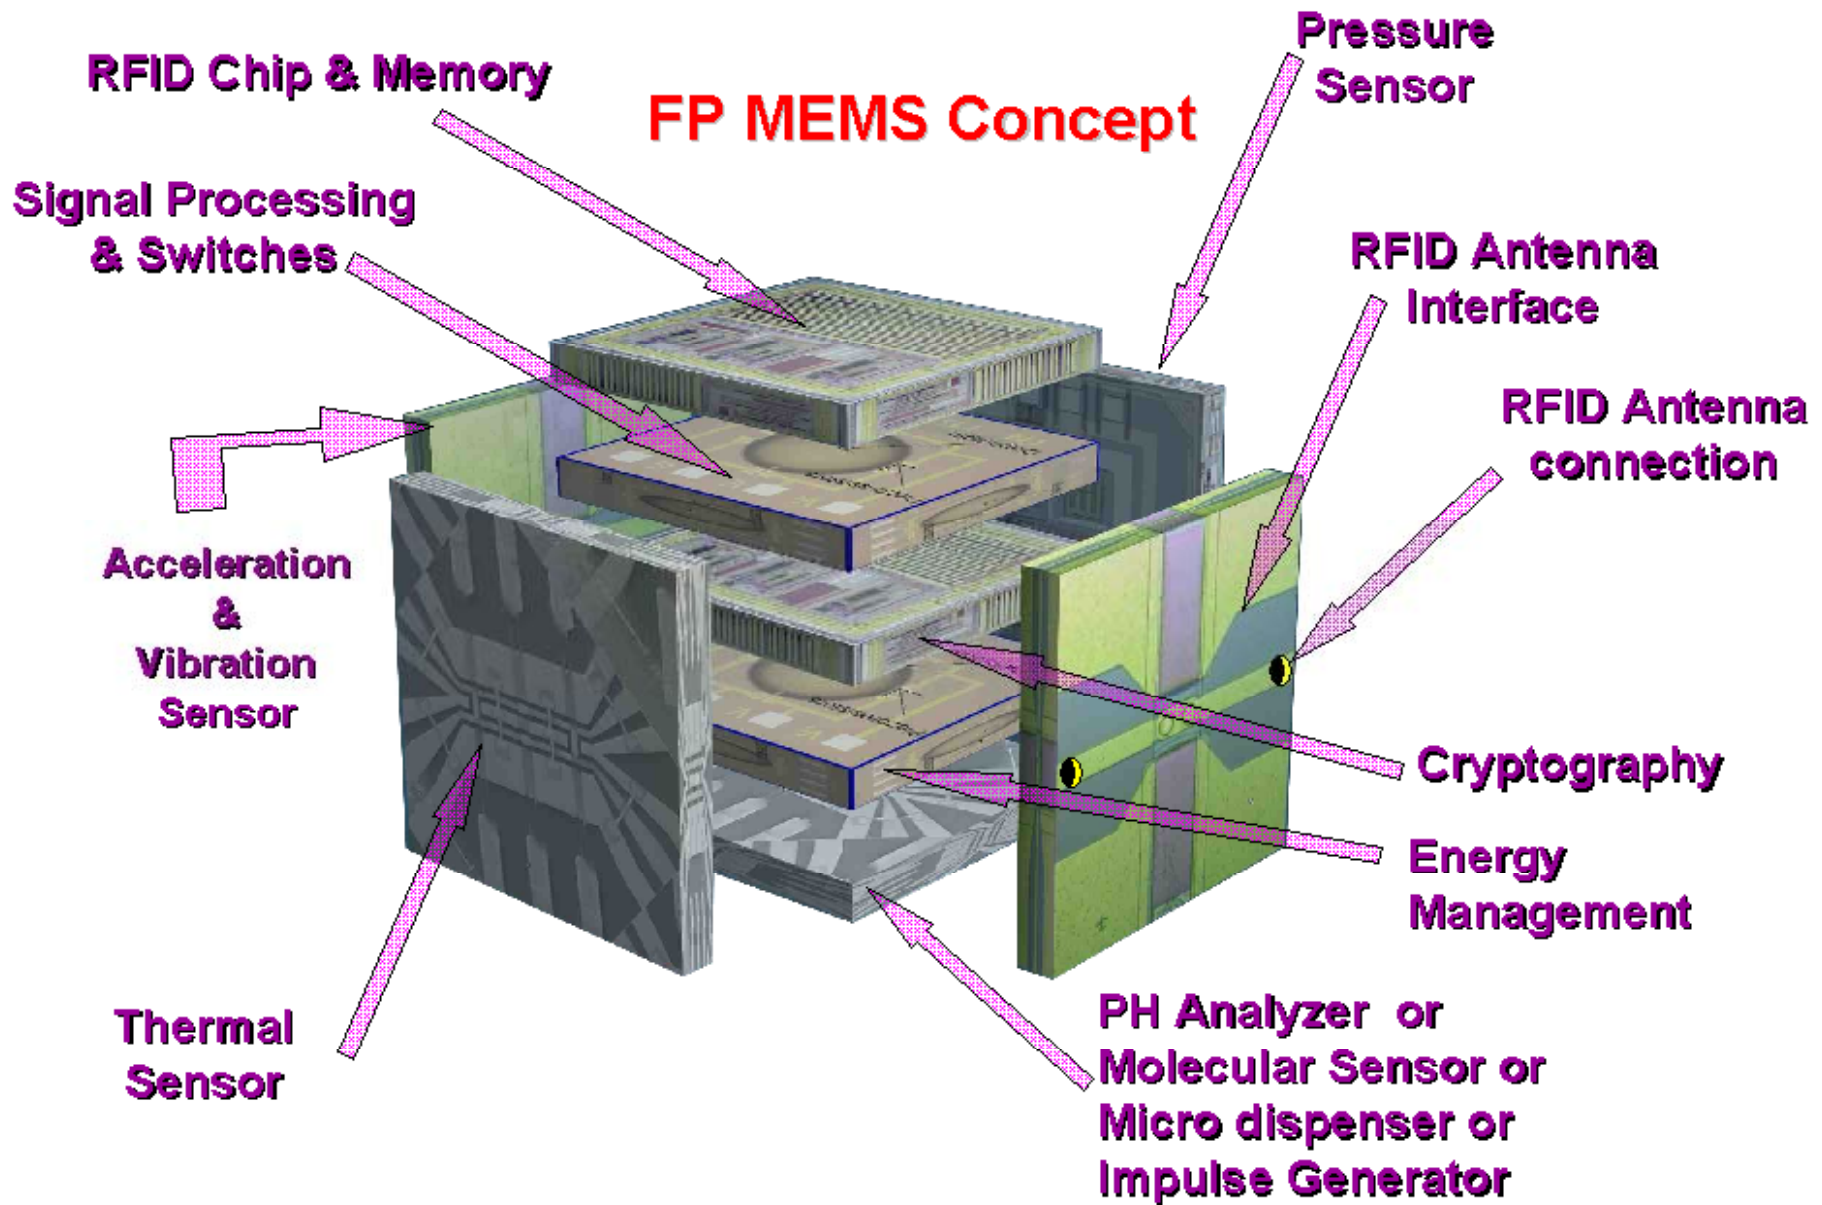 FP MEMS Concept
RFID Chip & Memory
Pressure
Sensor
Signal Processing
& Switches
RFID Antenna
Interface
RFID Antenna
connection
Acceleration
&
Vibration
Sensor
Cryptography
Energy
Management
Thermal
Sensor
PH Analyzer or
Molecular Sensor or
Micro dispenser or
Impulse Generator